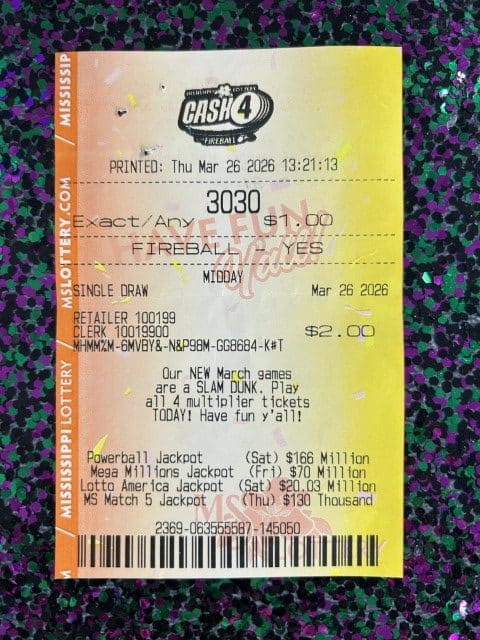 MISSISSIPPI LOTTERY
CASH 4
FIREBALL
PRINTED: Thu Mar 26 2026 13:21:13
3030
Exact/Any $1.00
FIREBALL - YES
HAVE FUN
Y'all!
MIDDAY
SINGLE DRAW Mar 26 2026
RETAILER 100199
CLERK 10019900 $2.00
MHMM%M-6MVBY&-N&P98M-GG8684-K#T
Our NEW March games
are a SLAM DUNK. Play
all 4 multiplier tickets
TODAY! Have fun y'all!
Powerball Jackpot (Sat) $166 Million
Mega Millions Jackpot (Fri) $70 Million
Lotto America Jackpot (Sat) $20.03 Million
MS Match 5 Jackpot (Thu) $130 Thousand
2369-063555587-145050
M / MISSISSIPPI LOTTERY / MSLOTTERY.COM / MISSISSIP